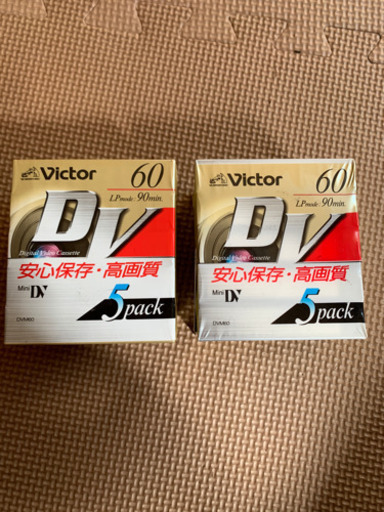 Victor
60
LP mode : 90min.
DV
Digital Video Cassette
安心保存・高画質
Mini DV
5pack
DVM60
Victor
60
LP mode : 90min.
DV
Digital Video Cassette
安心保存・高画質
Mini DV
5pack
DVM60